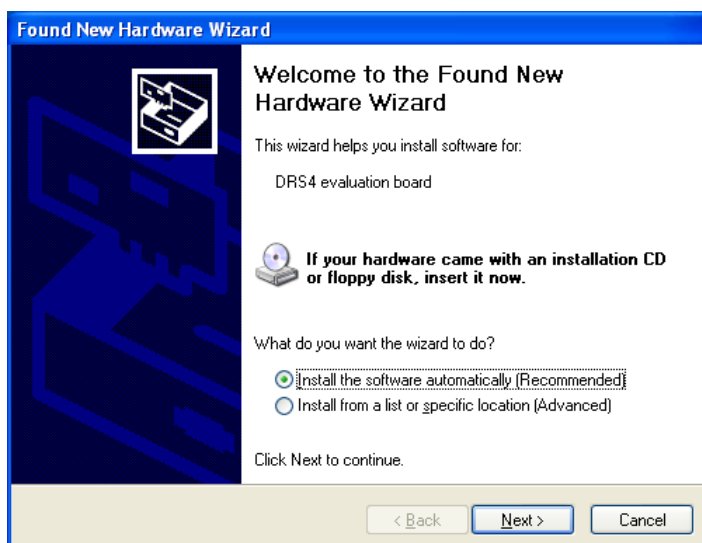 Found New Hardware Wizard
Welcome to the Found New
Hardware Wizard
This wizard helps you install software for:
DRS4 evaluation board
If your hardware came with an installation CD
or floppy disk, insert it now.
What do you want the wizard to do?
Install the software automatically (Recommended)
Install from a list or specific location (Advanced)
Click Next to continue.
< Back Next > Cancel